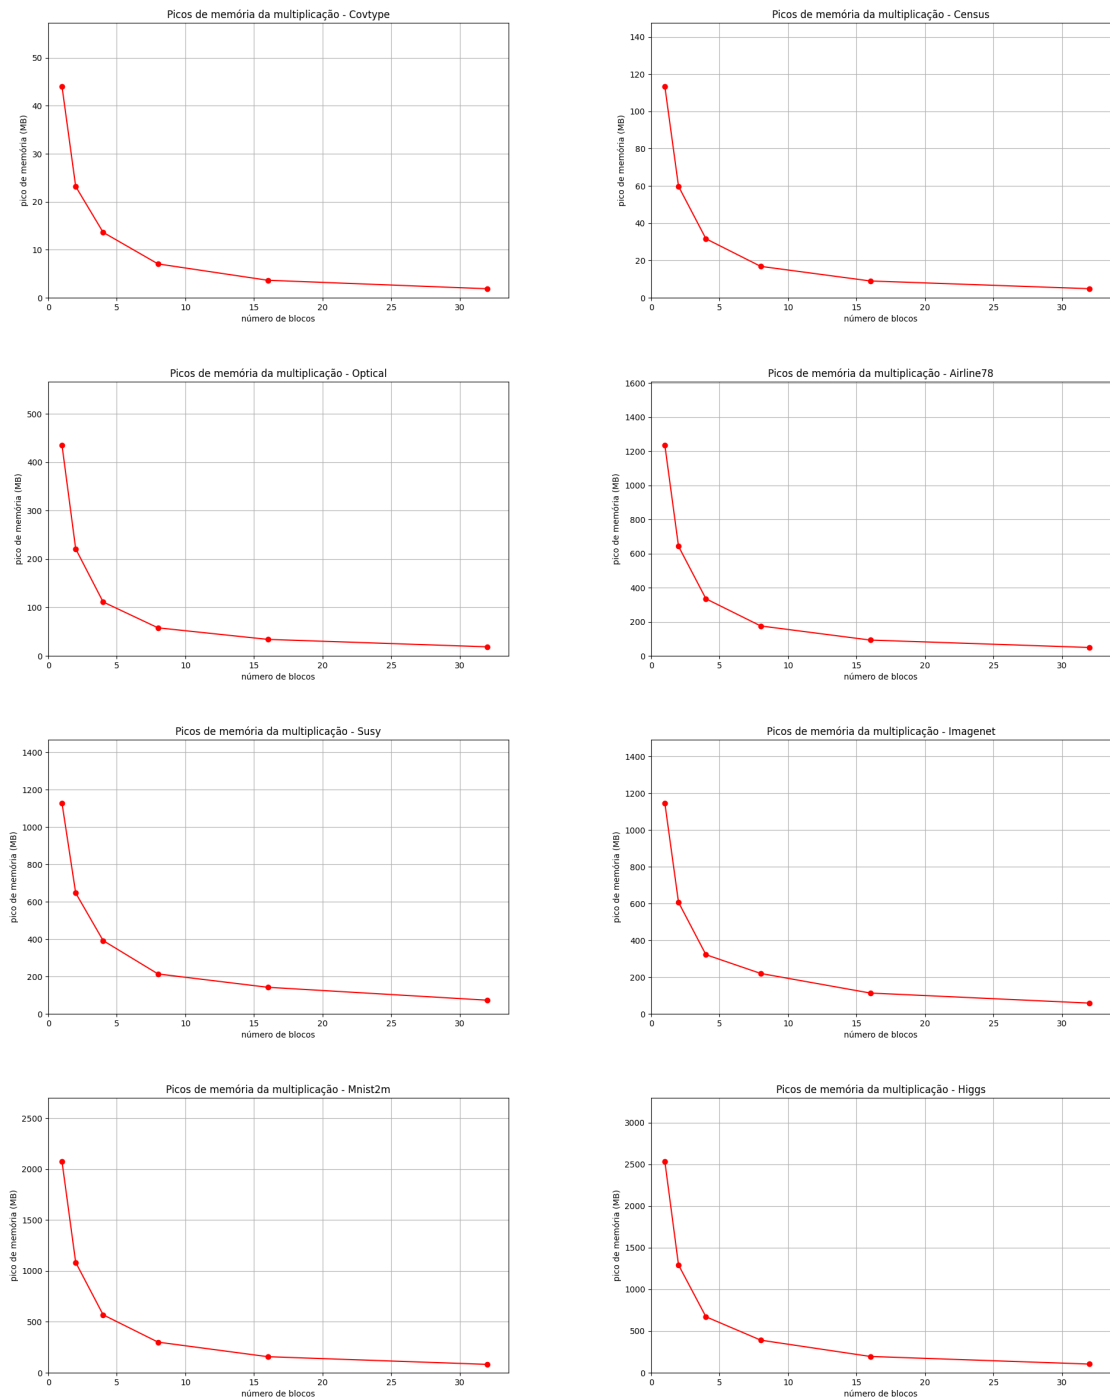 Picos de memória da multiplicação - Covtype
50
40
30
20
10
0
pico de memória (MB)
0 5 10 15 20 25 30
número de blocos
Picos de memória da multiplicação - Census
140
120
100
80
60
40
20
0
pico de memória (MB)
0 5 10 15 20 25 30
número de blocos
Picos de memória da multiplicação - Optical
500
400
300
200
100
0
pico de memória (MB)
0 5 10 15 20 25 30
número de blocos
Picos de memória da multiplicação - Airline78
1600
1400
1200
1000
800
600
400
200
0
pico de memória (MB)
0 5 10 15 20 25 30
número de blocos
Picos de memória da multiplicação - Susy
1400
1200
1000
800
600
400
200
0
pico de memória (MB)
0 5 10 15 20 25 30
número de blocos
Picos de memória da multiplicação - Imagenet
1400
1200
1000
800
600
400
200
0
pico de memória (MB)
0 5 10 15 20 25 30
número de blocos
Picos de memória da multiplicação - Mnist2m
2500
2000
1500
1000
500
0
pico de memória (MB)
0 5 10 15 20 25 30
número de blocos
Picos de memória da multiplicação - Higgs
3000
2500
2000
1500
1000
500
0
pico de memória (MB)
0 5 10 15 20 25 30
número de blocos